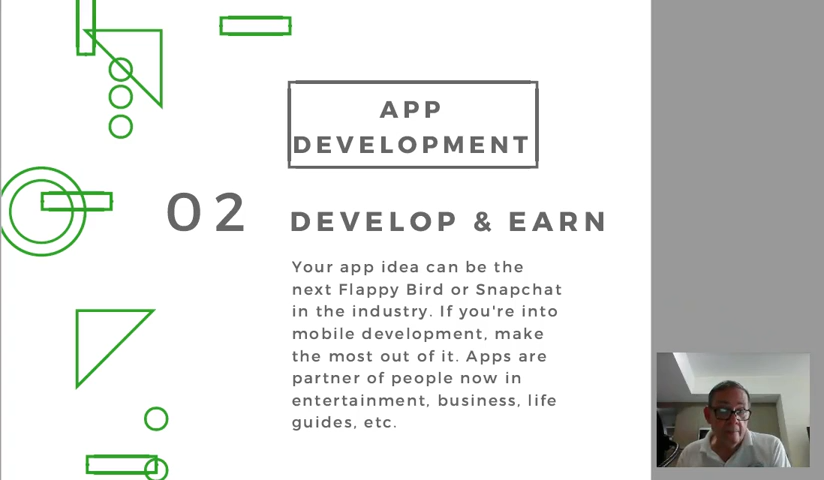 APP
DEVELOPMENT
02
DEVELOP & EARN
Your app idea can be the
next Flappy Bird or Snapchat
in the industry. If you're into
mobile development, make
the most out of it. Apps are
partner of people now in
entertainment, business, life
guides, etc.